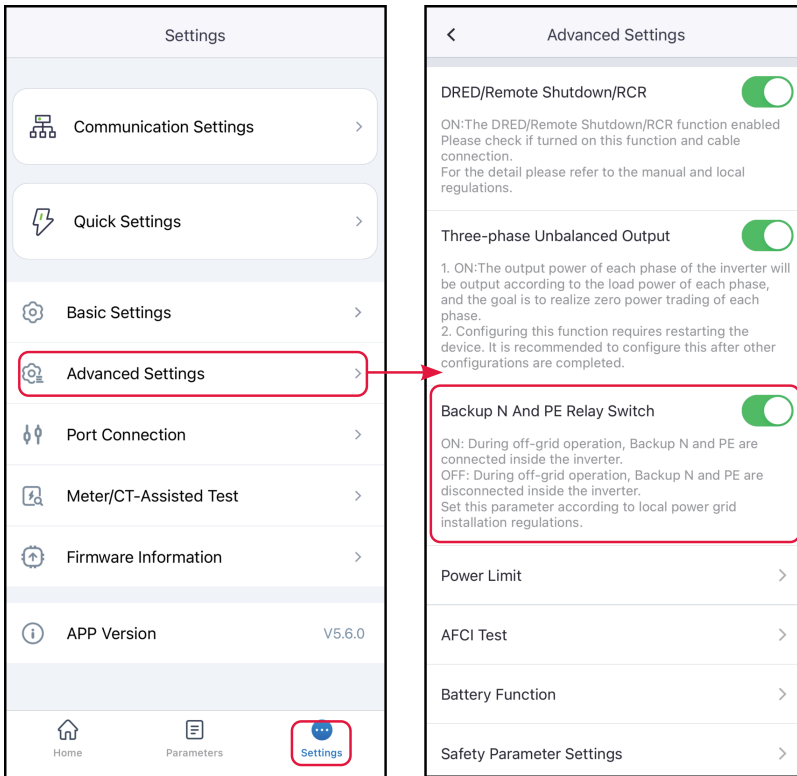 Settings
Communication Settings
Quick Settings
Basic Settings
Advanced Settings
Port Connection
Meter/CT-Assisted Test
Firmware Information
APP Version
V5.6.0
Home
Parameters
Settings
Advanced Settings
DRED/Remote Shutdown/RCR
ON:The DRED/Remote Shutdown/RCR function enabled
Please check if turned on this function and cable
connection.
For the detail please refer to the manual and local
regulations.
Three-phase Unbalanced Output
1. ON:The output power of each phase of the inverter will
be output according to the load power of each phase,
and the goal is to realize zero power trading of each
phase.
2. Configuring this function requires restarting the
device. It is recommended to configure this after other
configurations are completed.
Backup N And PE Relay Switch
ON: During off-grid operation, Backup N and PE are
connected inside the inverter.
OFF: During off-grid operation, Backup N and PE are
disconnected inside the inverter.
Set this parameter according to local power grid
installation regulations.
Power Limit
AFCI Test
Battery Function
Safety Parameter Settings